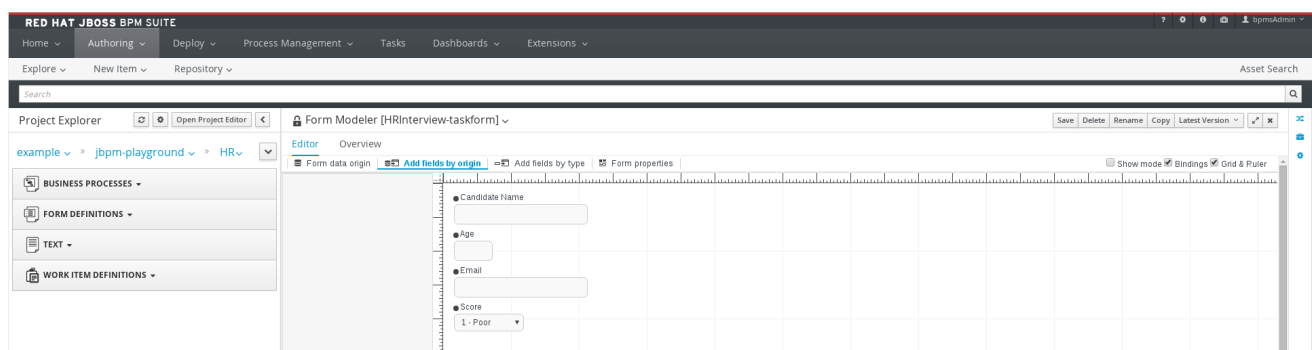 RED HAT JBOSS BPM SUITE ? bpmsAdmin
Home Authoring Deploy Process Management Tasks Dashboards Extensions
Explore New Item Repository Asset Search
Search
Project Explorer Open Project Editor
example » jbpm-playground » HR
BUSINESS PROCESSES
FORM DEFINITIONS
TEXT
WORK ITEM DEFINITIONS
Form Modeler [HRInterview-taskform] Save Delete Rename Copy Latest Version
Editor Overview
Form data origin Add fields by origin Add fields by type Form properties Show mode Bindings Grid & Ruler
Candidate Name
Age
Email
Score
1 - Poor